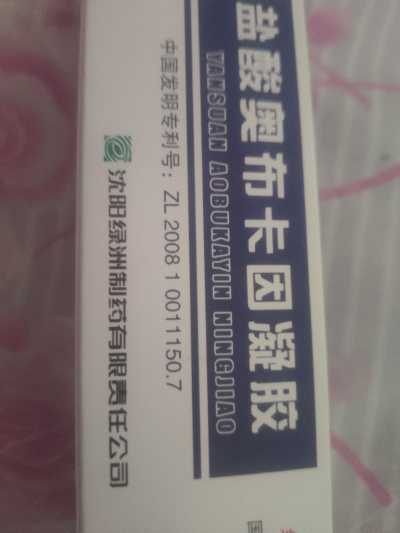 盐酸奥布卡因凝胶
YANSUAN AOBUKAYIN NINGJIAO
中国发明专利号：ZL 2008 1 0011150.7
沈阳绿洲制药有限责任公司
国